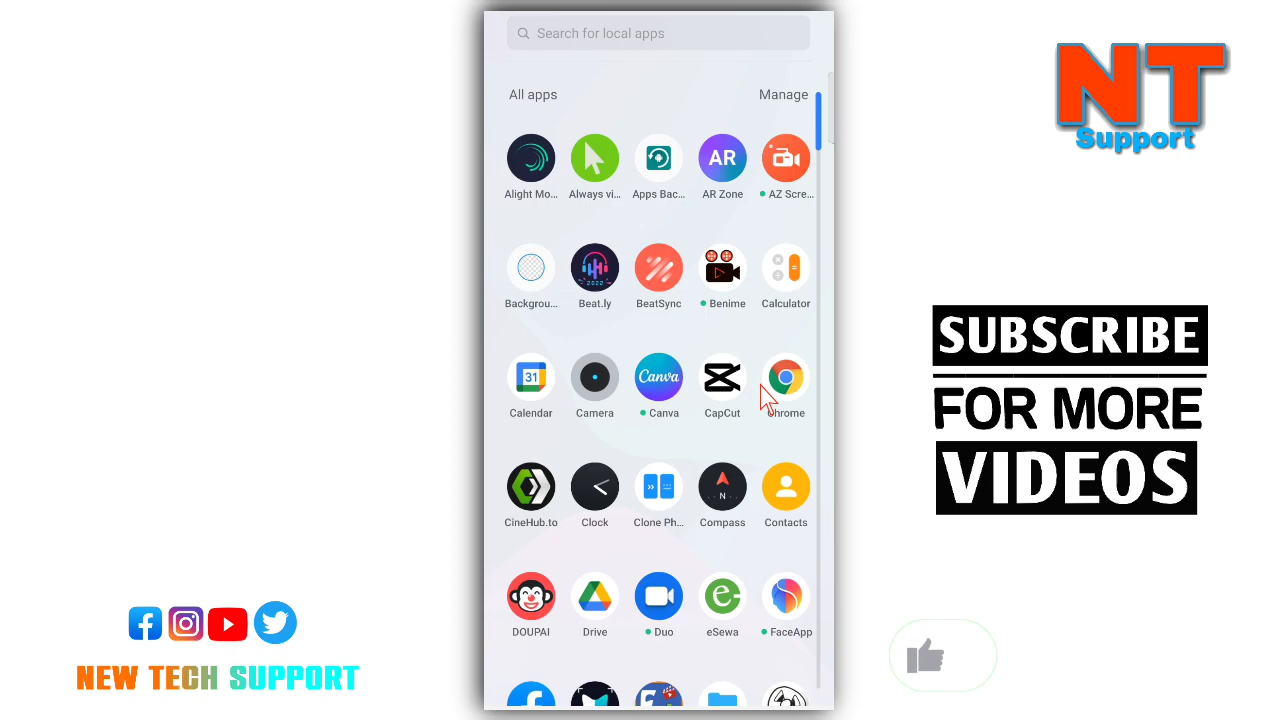 Search for local apps
All apps
Manage
Alight Mo...
Always vi...
Apps Bac...
AR
AR Zone
AZ Scre...
Backgrou...
2022
Beat.ly
BeatSync
Benime
Calculator
31
Calendar
Camera
Canva
Canva
CapCut
Chrome
CineHub.to
Clock
Clone Ph...
N
Compass
Contacts
DOUPAI
Drive
Duo
e
eSewa
FaceApp
NT
Support
SUBSCRIBE
FOR MORE
VIDEOS
NEW TECH SUPPORT